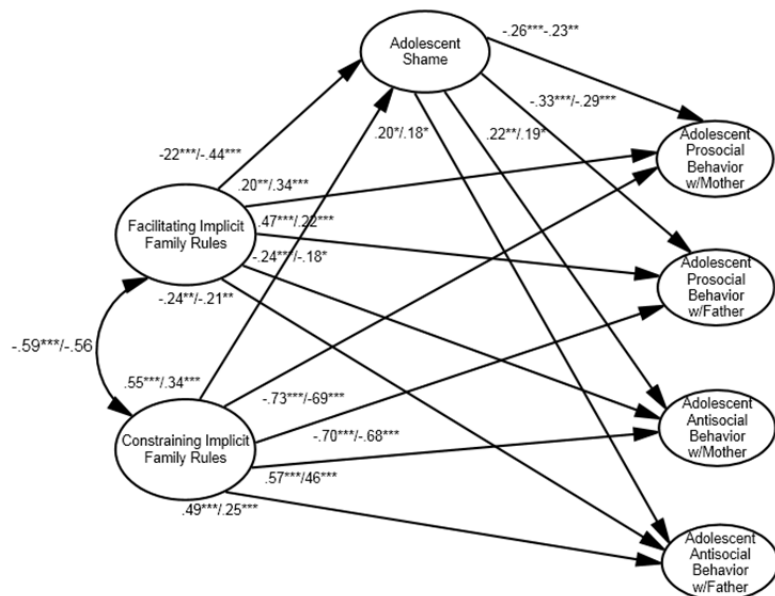 Adolescent
Shame
-.26***-.23**
-.33***/-.29***
.20*/.18*
.22**/.19*
Adolescent
Prosocial
Behavior
w/Mother
-22***/-.44***
.20**/.34***
Facilitating Implicit
Family Rules
.47***/.22***
-.24***/-.18*
-.24**/-.21**
Adolescent
Prosocial
Behavior
w/Father
-.59***/-.56
.55***/.34***
-.73***/-69***
Constraining Implicit
Family Rules
-.70***/-.68***
.57***/46***
.49***/.25***
Adolescent
Antisocial
Behavior
w/Mother
Adolescent
Antisocial
Behavior
w/Father